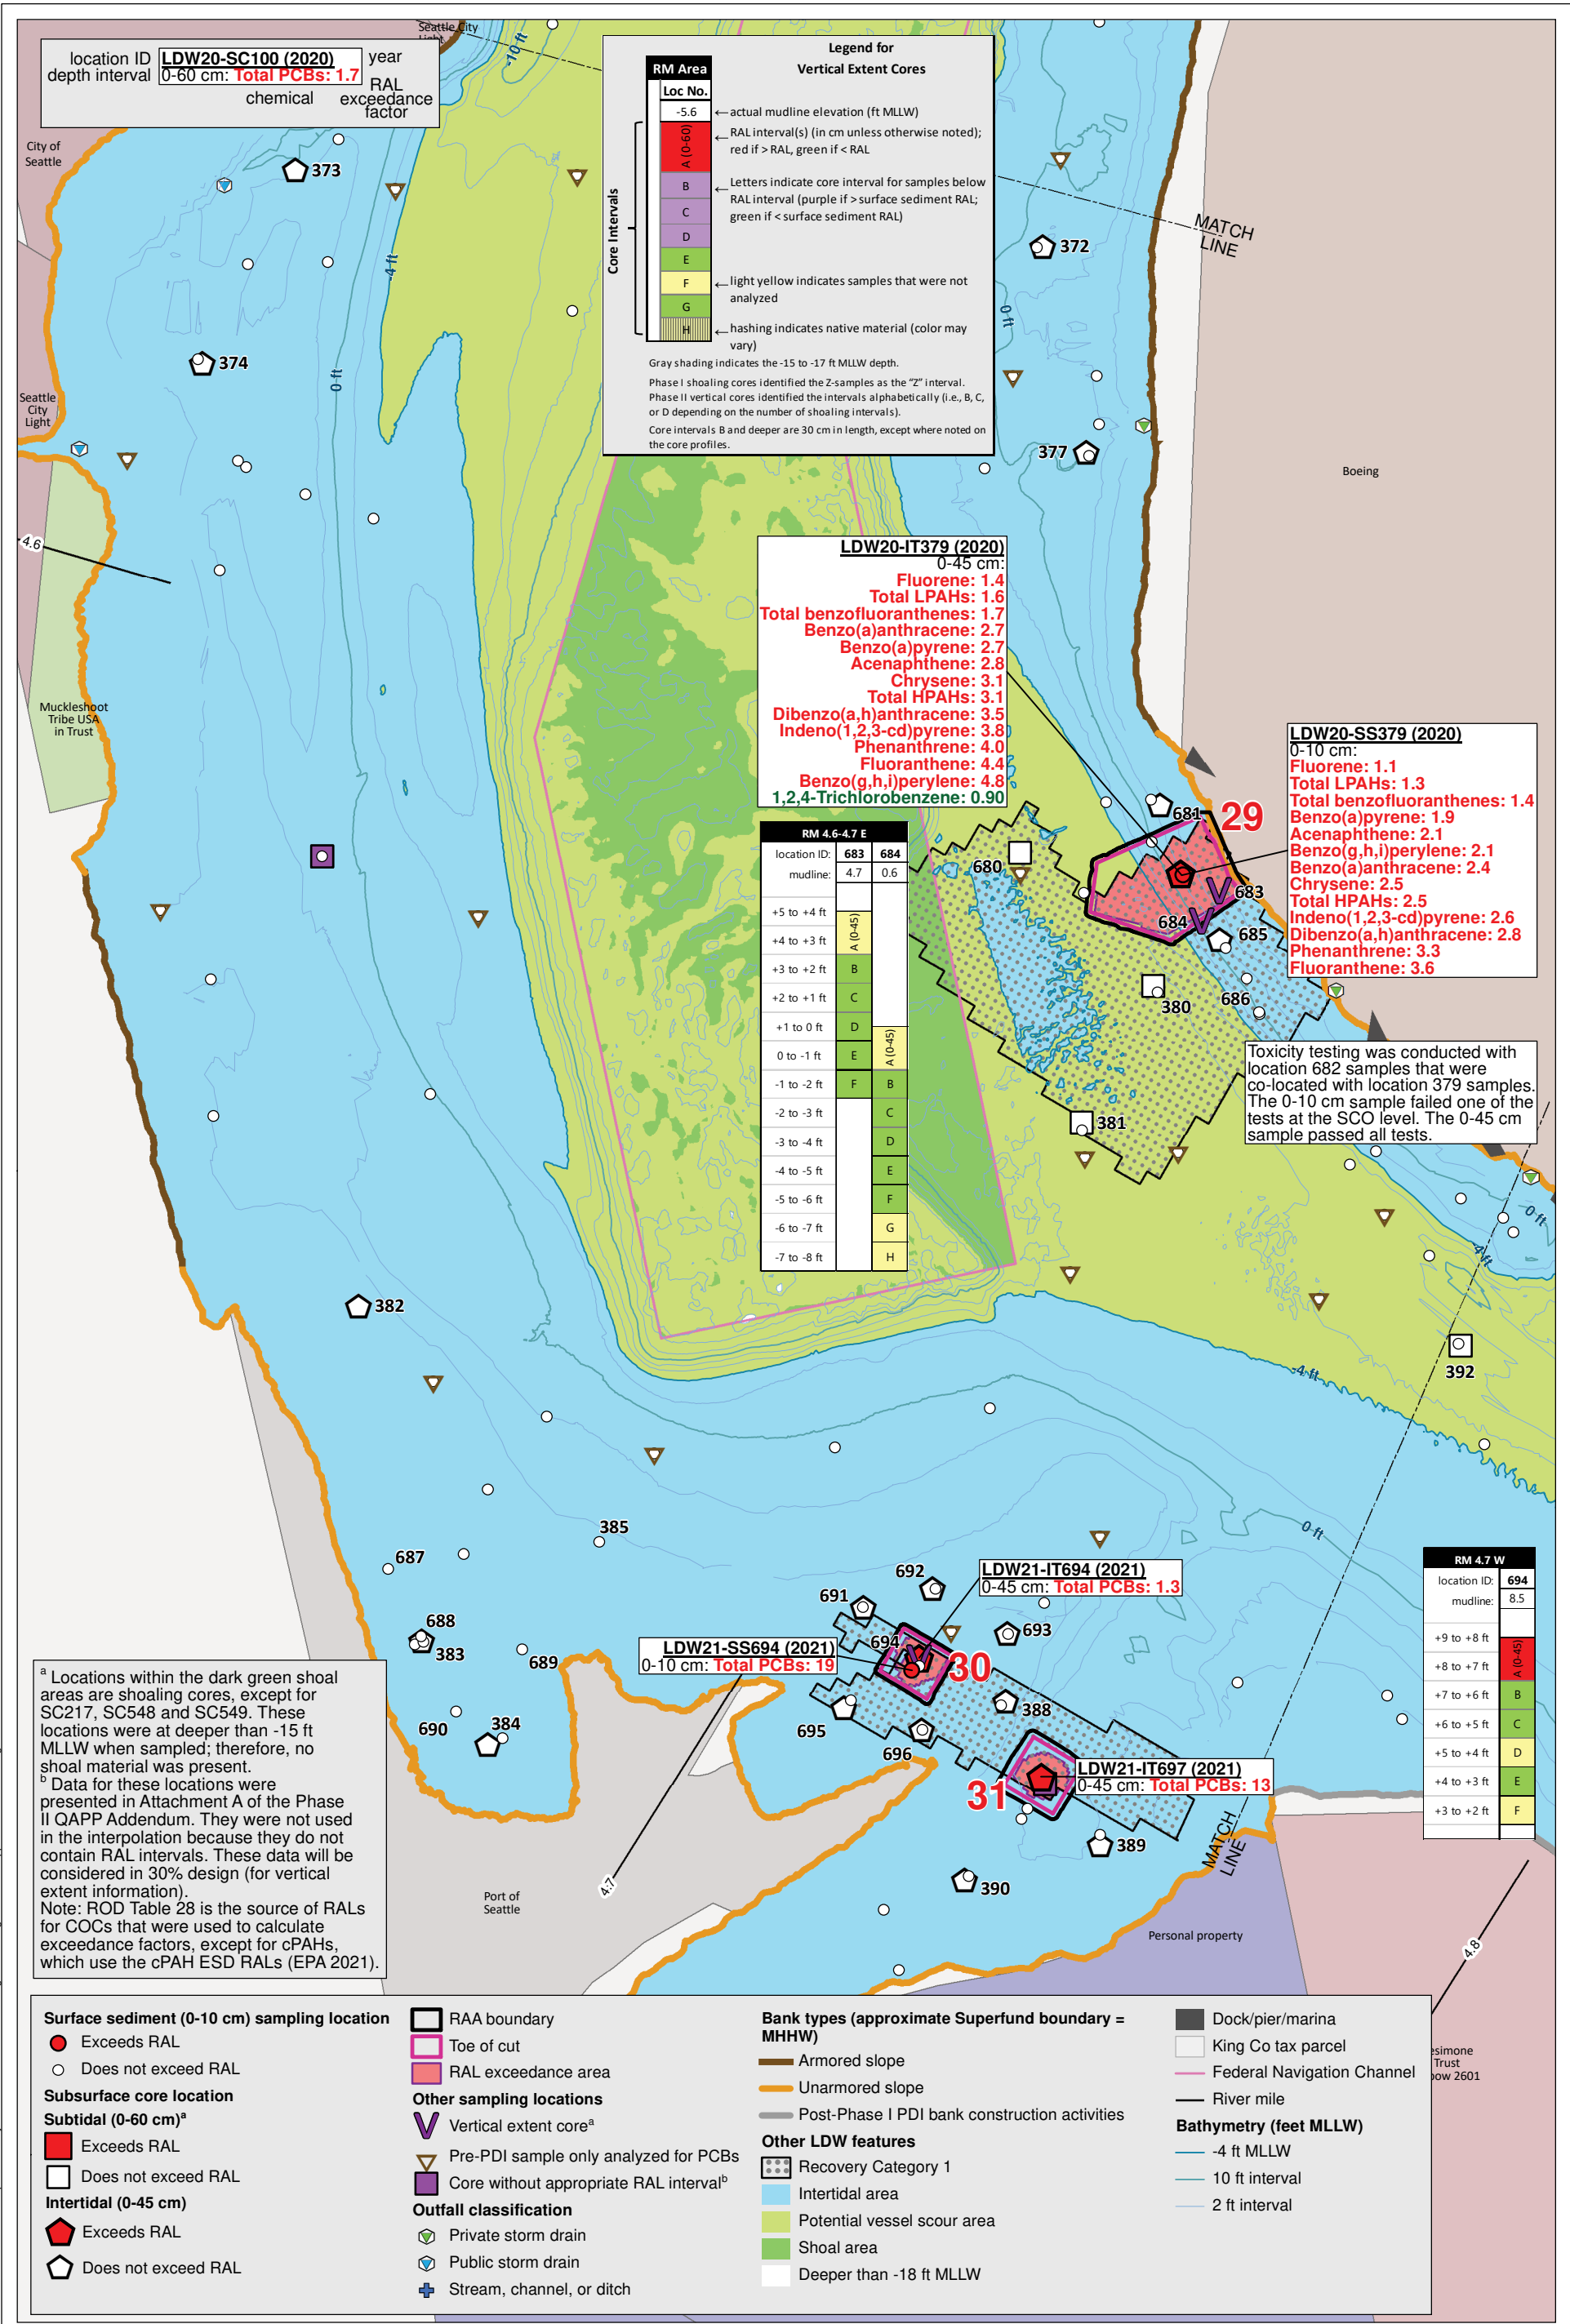 location ID LDW20-SC100 (2020) year
depth interval 0-60 cm: Total PCBs: 1.7
chemical RAL exceedance factor
Seattle City
City of
Seattle
373
374
Seattle
City
Light
4.6
Muckleshoot
Tribe USA
in Trust
-10 ft
-4 ft
0 ft
Legend for
Vertical Extent Cores
RM Area
Loc No.
-5.6
←actual mudline elevation (ft MLLW)
Core Intervals
A (0-60)
←RAL interval(s) (in cm unless otherwise noted);
red if > RAL, green if < RAL
B
C
D
E
F
G
H
←Letters indicate core interval for samples below
RAL interval (purple if > surface sediment RAL;
green if < surface sediment RAL)
←light yellow indicates samples that were not
analyzed
←hashing indicates native material (color may
vary)
Gray shading indicates the -15 to -17 ft MLLW depth.
Phase I shoaling cores identified the Z-samples as the "Z" interval.
Phase II vertical cores identified the intervals alphabetically (i.e., B, C,
or D depending on the number of shoaling intervals).
Core intervals B and deeper are 30 cm in length, except where noted on
the core profiles.
372
MATCH
LINE
0 ft
377
Boeing
LDW20-IT379 (2020)
0-45 cm:
Fluorene: 1.4
Total LPAHs: 1.6
Total benzofluoranthenes: 1.7
Benzo(a)anthracene: 2.7
Benzo(a)pyrene: 2.7
Acenaphthene: 2.8
Chrysene: 3.1
Total HPAHs: 3.1
Dibenzo(a,h)anthracene: 3.5
Indeno(1,2,3-cd)pyrene: 3.8
Phenanthrene: 4.0
Fluoranthene: 4.4
Benzo(g,h,i)perylene: 4.8
1,2,4-Trichlorobenzene: 0.90
LDW20-SS379 (2020)
0-10 cm:
Fluorene: 1.1
Total LPAHs: 1.3
Total benzofluoranthenes: 1.4
Benzo(a)pyrene: 1.9
Acenaphthene: 2.1
Benzo(g,h,i)perylene: 2.1
Benzo(a)anthracene: 2.4
Chrysene: 2.5
Total HPAHs: 2.5
Indeno(1,2,3-cd)pyrene: 2.6
Dibenzo(a,h)anthracene: 2.8
Phenanthrene: 3.3
Fluoranthene: 3.6
681
29
680
683
684
685
380
686
381
Toxicity testing was conducted with
location 682 samples that were
co-located with location 379 samples.
The 0-10 cm sample failed one of the
tests at the SCO level. The 0-45 cm
sample passed all tests.
RM 4.6-4.7 E
location ID: 683 684
mudline: 4.7 0.6
+5 to +4 ft
+4 to +3 ft A (0-45)
+3 to +2 ft B
+2 to +1 ft C
+1 to 0 ft D
0 to -1 ft E A (0-45)
-1 to -2 ft F B
-2 to -3 ft C
-3 to -4 ft D
-4 to -5 ft E
-5 to -6 ft F
-6 to -7 ft G
-7 to -8 ft H
0 ft
-4 ft
392
-4 ft
0 ft
382
385
687
688
383
689
690
384
692
691
693
694
30
695
696
388
31
389
390
LDW21-IT694 (2021)
0-45 cm: Total PCBs: 1.3
LDW21-SS694 (2021)
0-10 cm: Total PCBs: 19
LDW21-IT697 (2021)
0-45 cm: Total PCBs: 13
RM 4.7 W
location ID: 694
mudline: 8.5
+9 to +8 ft
+8 to +7 ft A (0-45)
+7 to +6 ft B
+6 to +5 ft C
+5 to +4 ft D
+4 to +3 ft E
+3 to +2 ft F
MATCH
LINE
4.7
4.8
Port of
Seattle
Personal property
a Locations within the dark green shoal
areas are shoaling cores, except for
SC217, SC548 and SC549. These
locations were at deeper than -15 ft
MLLW when sampled; therefore, no
shoal material was present.
b Data for these locations were
presented in Attachment A of the Phase
II QAPP Addendum. They were not used
in the interpolation because they do not
contain RAL intervals. These data will be
considered in 30% design (for vertical
extent information).
Note: ROD Table 28 is the source of RALs
for COCs that were used to calculate
exceedance factors, except for cPAHs,
which use the cPAH ESD RALs (EPA 2021).
Surface sediment (0-10 cm) sampling location
Exceeds RAL
Does not exceed RAL
Subsurface core location
Subtidal (0-60 cm)a
Exceeds RAL
Does not exceed RAL
Intertidal (0-45 cm)
Exceeds RAL
Does not exceed RAL
RAA boundary
Toe of cut
RAL exceedance area
Other sampling locations
Vertical extent corea
Pre-PDI sample only analyzed for PCBs
Core without appropriate RAL intervalb
Outfall classification
Private storm drain
Public storm drain
Stream, channel, or ditch
Bank types (approximate Superfund boundary =
MHHW)
Armored slope
Unarmored slope
Post-Phase I PDI bank construction activities
Other LDW features
Recovery Category 1
Intertidal area
Potential vessel scour area
Shoal area
Deeper than -18 ft MLLW
Dock/pier/marina
King Co tax parcel
Federal Navigation Channel
River mile
Bathymetry (feet MLLW)
-4 ft MLLW
10 ft interval
2 ft interval
esimone
Trust
ow 2601